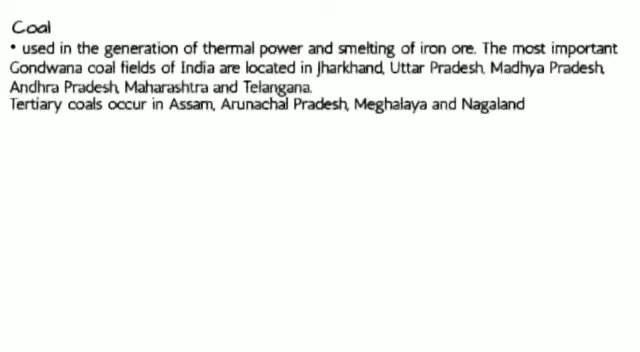 Coal
• used in the generation of thermal power and smelting of iron ore. The most important
Gondwana coal fields of India are located in Jharkhand, Uttar Pradesh, Madhya Pradesh,
Andhra Pradesh, Maharashtra and Telangana.
Tertiary coals occur in Assam, Arunachal Pradesh, Meghalaya and Nagaland